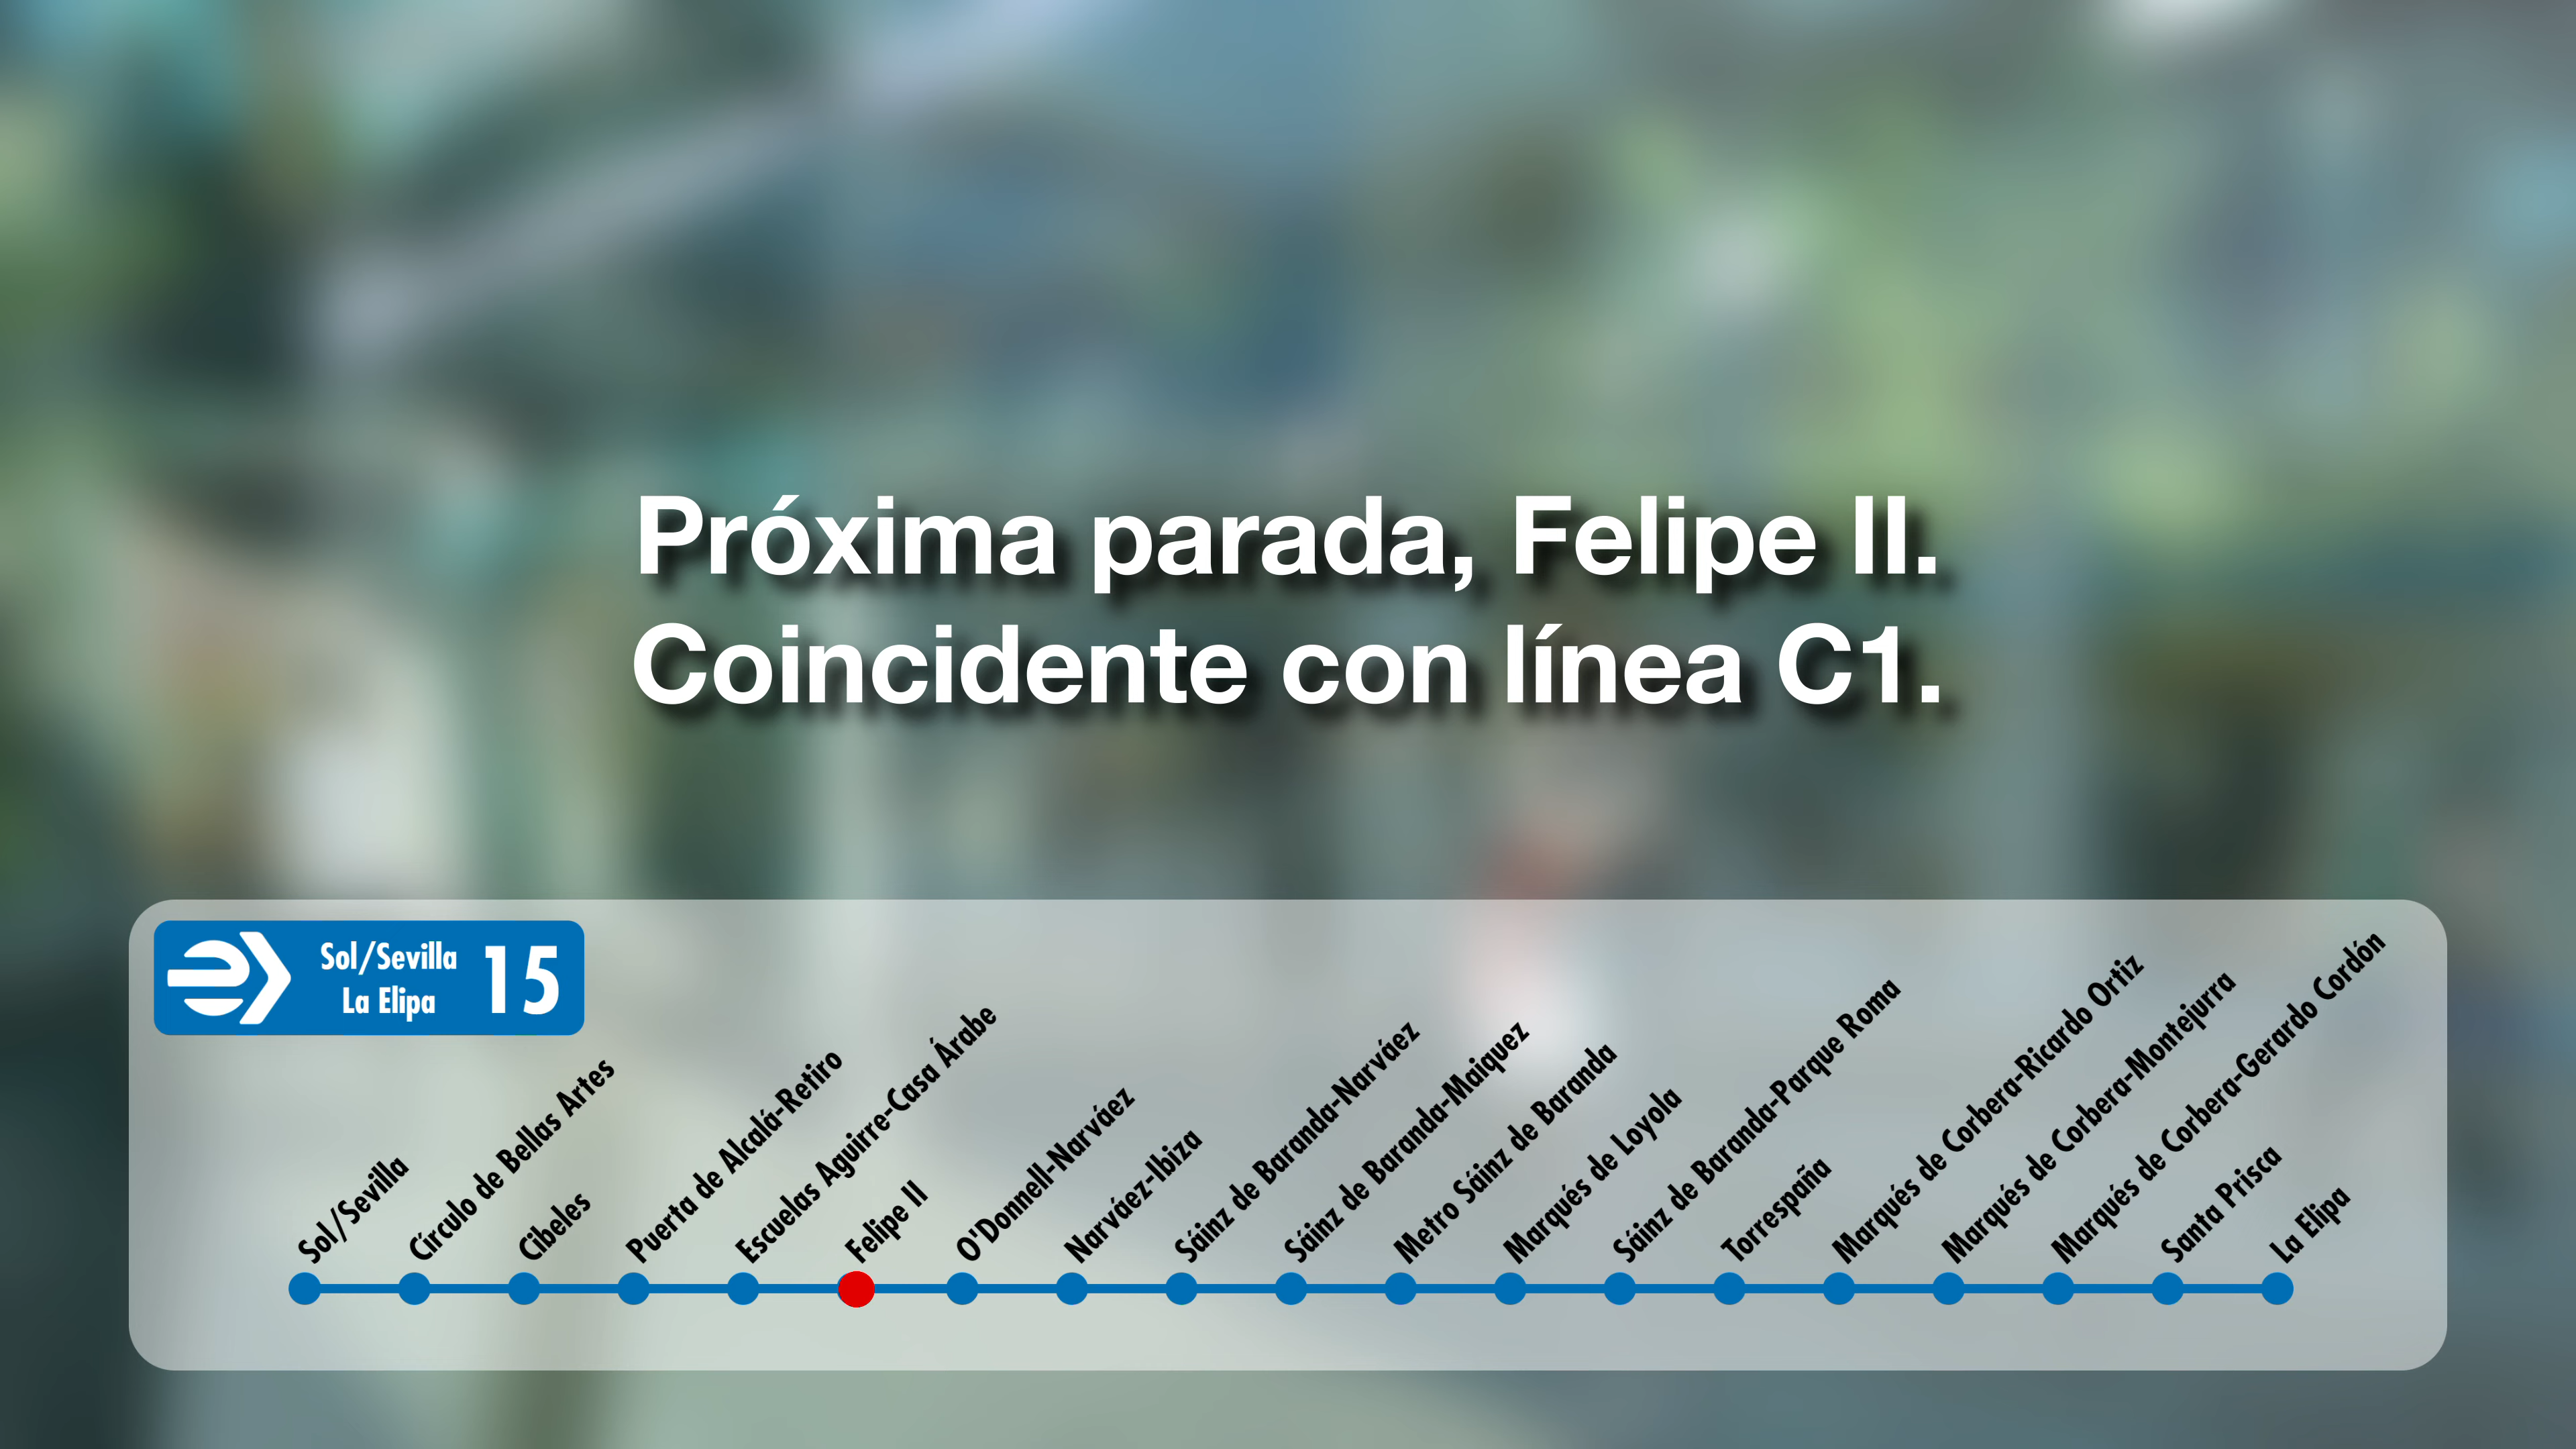 Próxima parada, Felipe II.
Coincidente con línea C1.
Sol/Sevilla
La Elipa
15
Sol/Sevilla
Círculo de Bellas Artes
Cibeles
Puerta de Alcalá-Retiro
Escuelas Aguirre-Casa Árabe
Felipe II
O'Donnell-Narváez
Narváez-Ibiza
Sáinz de Baranda-Narváez
Sáinz de Baranda-Maiquez
Metro Sáinz de Baranda
Marqués de Loyola
Sáinz de Baranda-Parque Roma
Torrespaña
Marqués de Corbera-Ricardo Ortiz
Marqués de Corbera-Montejurra
Marqués de Corbera-Gerardo Cordón
Santa Prisca
La Elipa